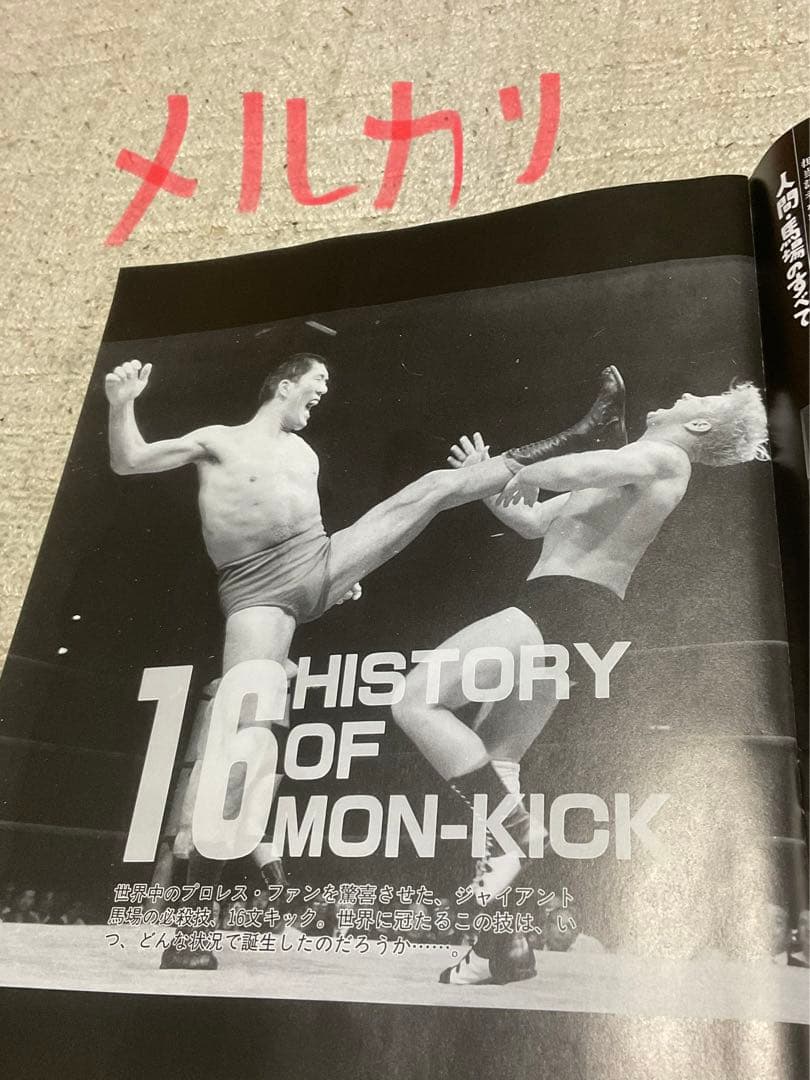 メルカリ
人間・馬場のすべて
16
HISTORY
OF
MON-KICK
世界中のプロレス・ファンを驚喜させた、ジャイアント
馬場の必殺技、16文キック。世界に冠たるこの技は、い
つ、どんな状況で誕生したのだろうか……。